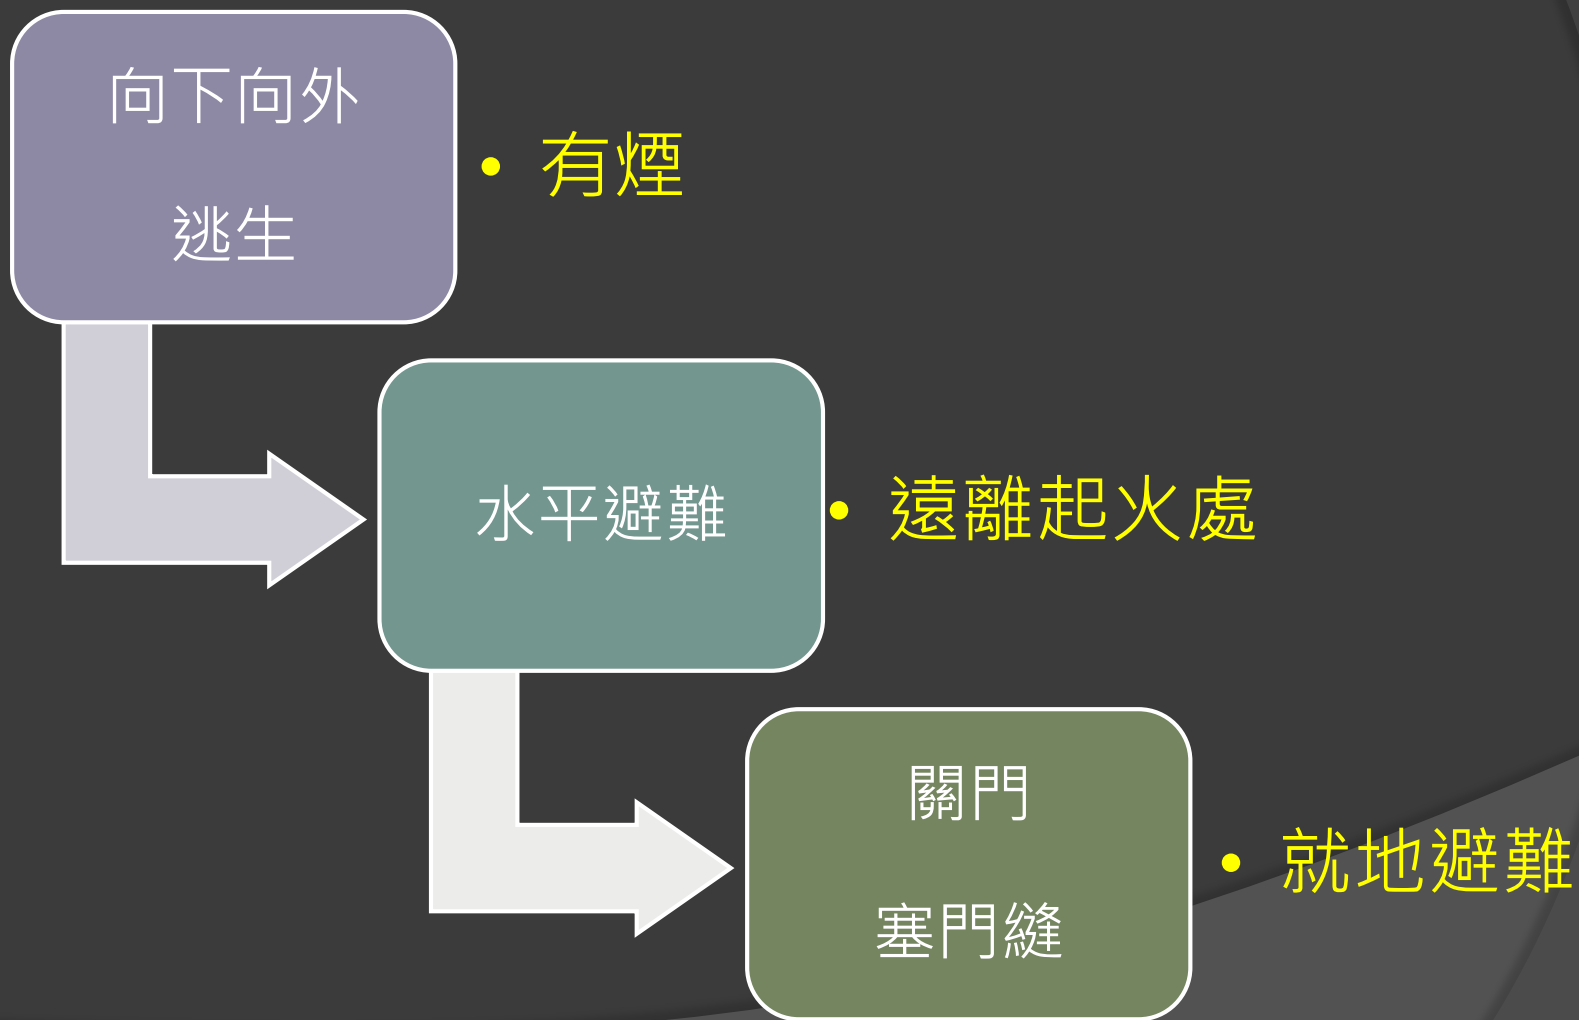 向下向外
逃生
• 有煙
水平避難
• 遠離起火處
關門
塞門縫
• 就地避難